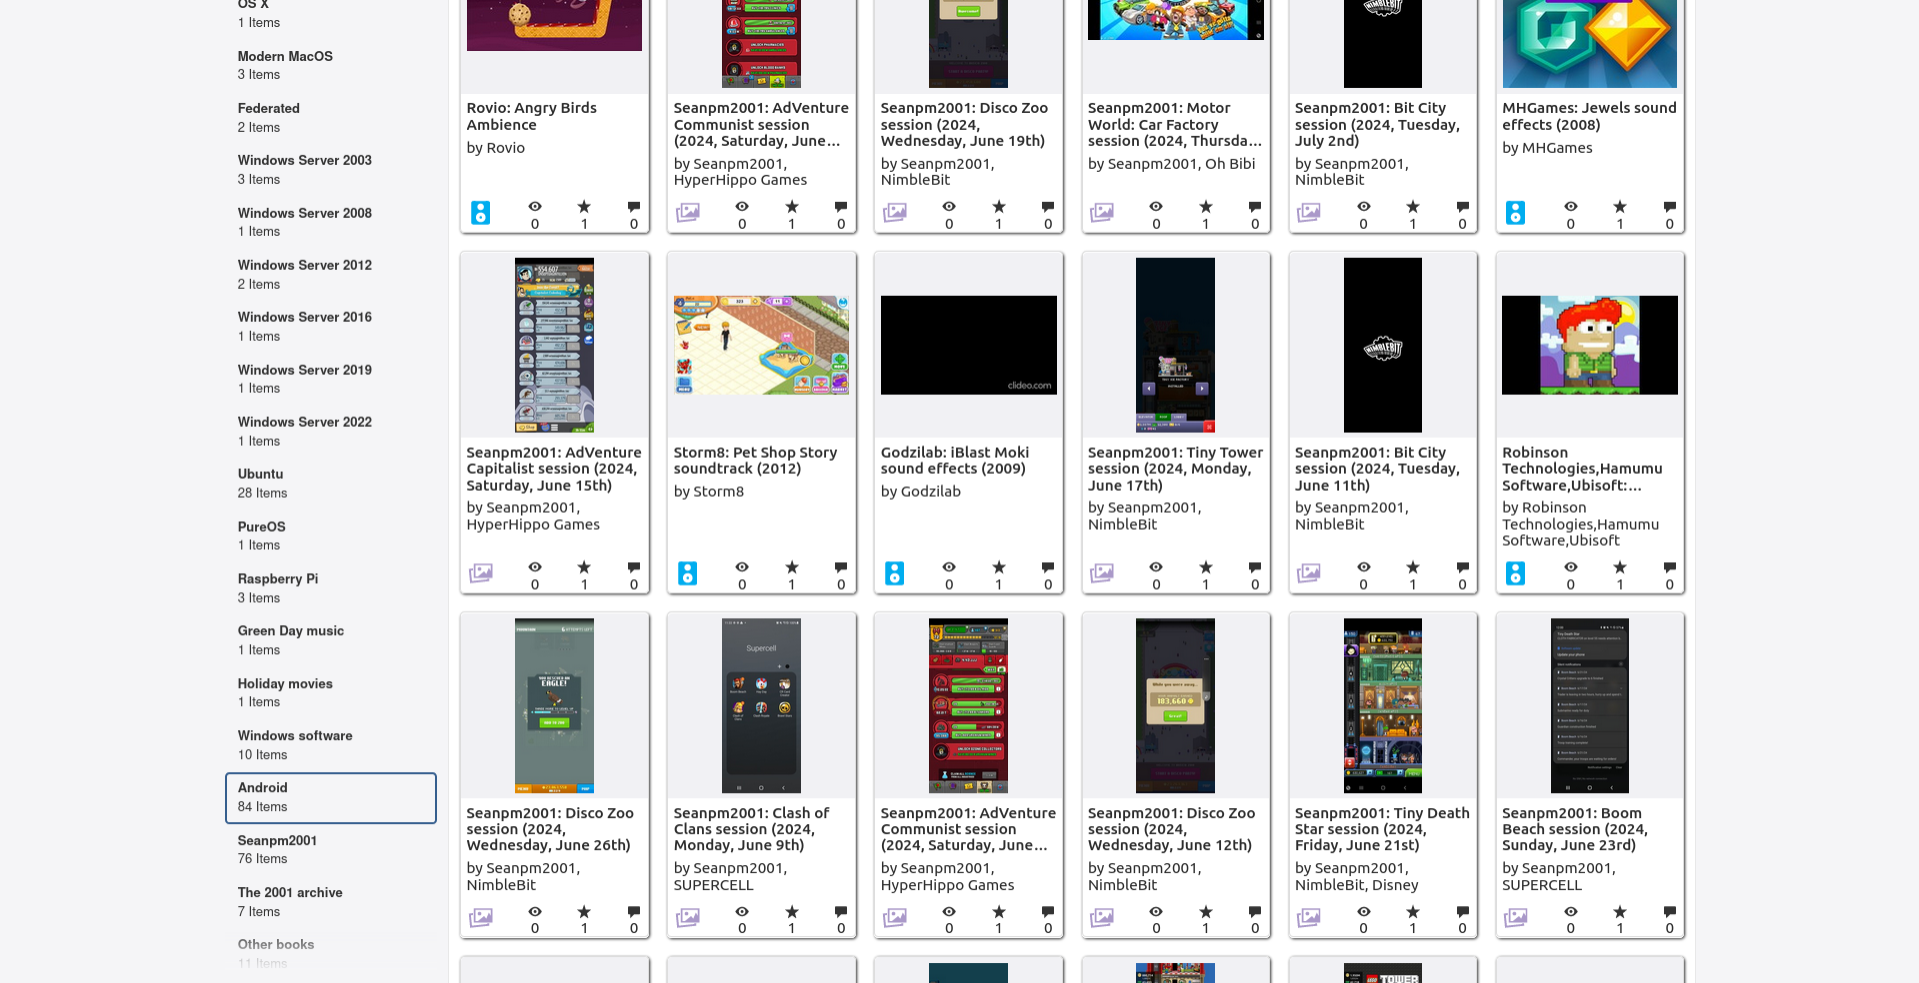 OS X
1 Items
Modern MacOS
3 Items
Federated
2 Items
Windows Server 2003
3 Items
Windows Server 2008
1 Items
Windows Server 2012
2 Items
Windows Server 2016
1 Items
Windows Server 2019
1 Items
Windows Server 2022
1 Items
Ubuntu
28 Items
PureOS
1 Items
Raspberry Pi
3 Items
Green Day music
1 Items
Holiday movies
1 Items
Windows software
10 Items
Android
84 Items
Seanpm2001
76 Items
The 2001 archive
7 Items
Other books
11 Items
NIMBLEBIT
Rovio: Angry Birds
Ambience
by Rovio
0 1 0
Seanpm2001: AdVenture
Communist session
(2024, Saturday, June...
by Seanpm2001,
HyperHippo Games
0 1 0
Seanpm2001: Disco Zoo
session (2024,
Wednesday, June 19th)
by Seanpm2001,
NimbleBit
0 1 0
Seanpm2001: Motor
World: Car Factory
session (2024, Thursda...
by Seanpm2001, Oh Bibi
0 1 0
Seanpm2001: Bit City
session (2024, Tuesday,
July 2nd)
by Seanpm2001,
NimbleBit
0 1 0
MHGames: Jewels sound
effects (2008)
by MHGames
0 1 0
Seanpm2001: AdVenture
Capitalist session (2024,
Saturday, June 15th)
by Seanpm2001,
HyperHippo Games
0 1 0
Storm8: Pet Shop Story
soundtrack (2012)
by Storm8
0 1 0
clideo.com
Godzilab: iBlast Moki
sound effects (2009)
by Godzilab
0 1 0
Seanpm2001: Tiny Tower
session (2024, Monday,
June 17th)
by Seanpm2001,
NimbleBit
0 1 0
NIMBLEBIT
Seanpm2001: Bit City
session (2024, Tuesday,
June 11th)
by Seanpm2001,
NimbleBit
0 1 0
Robinson
Technologies,Hamumu
Software,Ubisoft:...
by Robinson
Technologies,Hamumu
Software,Ubisoft
0 1 0
EAGLE!
Seanpm2001: Disco Zoo
session (2024,
Wednesday, June 26th)
by Seanpm2001,
NimbleBit
0 1 0
Supercell
Seanpm2001: Clash of
Clans session (2024,
Monday, June 9th)
by Seanpm2001,
SUPERCELL
0 1 0
Seanpm2001: AdVenture
Communist session
(2024, Saturday, June...
by Seanpm2001,
HyperHippo Games
0 1 0
While you were away...
183,660
Seanpm2001: Disco Zoo
session (2024,
Wednesday, June 12th)
by Seanpm2001,
NimbleBit
0 1 0
Seanpm2001: Tiny Death
Star session (2024,
Friday, June 21st)
by Seanpm2001,
NimbleBit, Disney
0 1 0
Seanpm2001: Boom
Beach session (2024,
Sunday, June 23rd)
by Seanpm2001,
SUPERCELL
0 1 0
TOWER